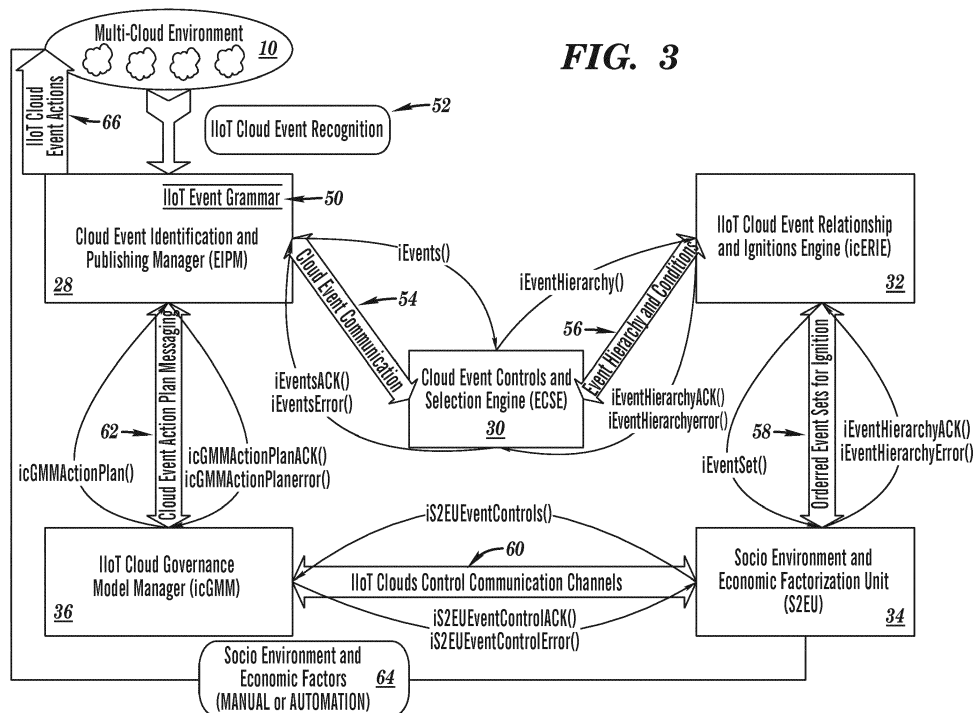 Multi-Cloud Environment
10
FIG. 3
IIoT Cloud
Event Actions
66
52
IIoT Cloud Event Recognition
IIoT Event Grammar
50
Cloud Event Identification and
Publishing Manager (EIPM)
28
IIoT Cloud Event Relationship
and Ignitions Engine (icERIE)
32
iEvents()
Cloud Event Communication
54
iEventHierarchy()
56
Event Hierarchy and Conditions
iEventsACK()
iEventsError()
Cloud Event Controls and
Selection Engine (ECSE)
30
iEventHierarchyACK()
iEventHierarchyerror()
62
Cloud Event Action Plan Messaging
icGMMActionPlan()
icGMMActionPlanACK()
icGMMActionPlanerror()
58
Orderred Event Sets for Ignition
iEventSet()
iEventHierarchyACK()
iEventHierarchyError()
iS2EUEventControls()
60
IIoT Clouds Control Communication Channels
iS2EUEventControlACK()
iS2EUEventControlError()
IIoT Cloud Governance
Model Manager (icGMM)
36
Socio Environment and
Economic Factorization Unit
(S2EU)
34
Socio Environment and
Economic Factors
(MANUAL or AUTOMATION)
64